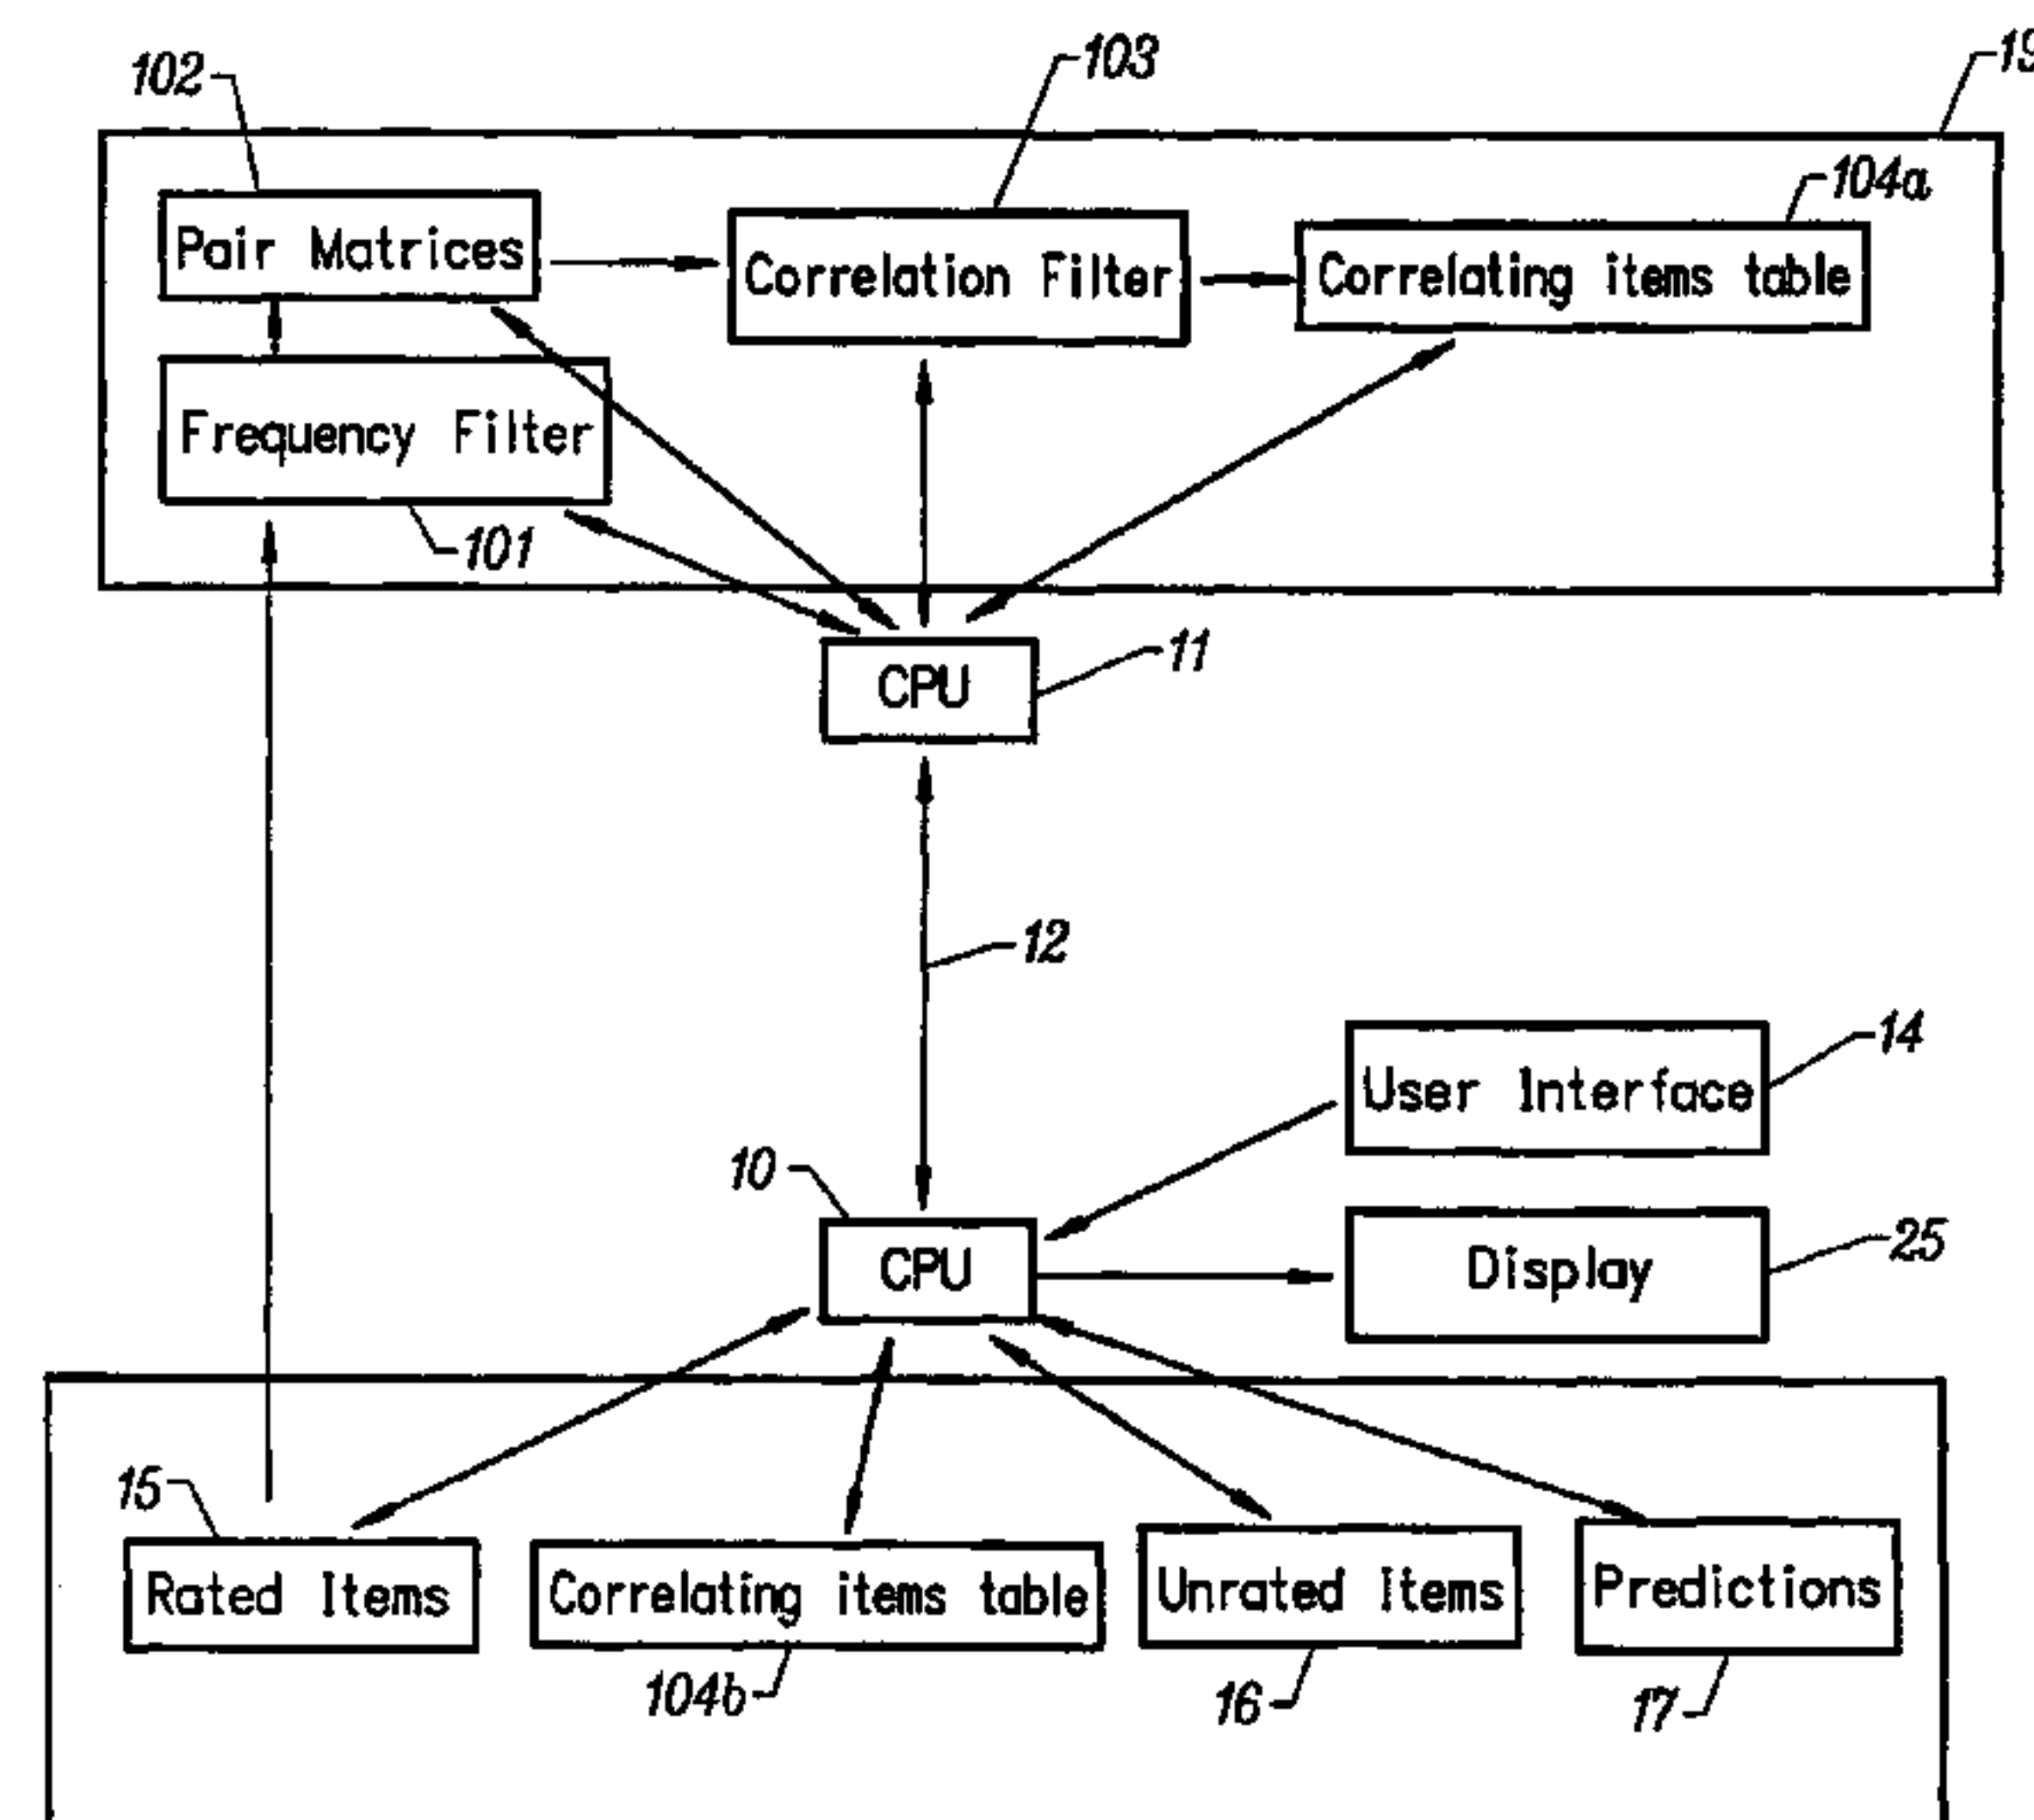 102
103
19
104a
Pair Matrices
Correlation Filter
Correlating items table
Frequency Filter
101
11
CPU
12
14
User Interface
10
CPU
25
Display
15
Rated Items
Correlating items table
Unrated Items
Predictions
104b
16
17